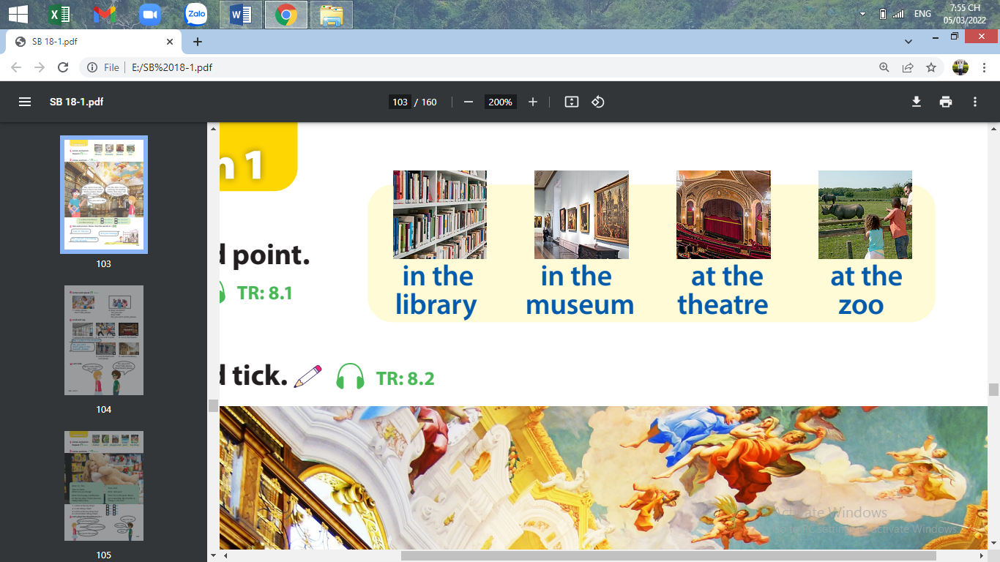 Zalo
ENG
7:55 CH
05/03/2022
SB 18-1.pdf
File
E:/SB%2018-1.pdf
SB 18-1.pdf
103 / 160
200%
103
104
105
n 1
in the
library
in the
museum
at the
theatre
at the
zoo
d point.
TR: 8.1
d tick.
TR: 8.2
Activate Windows
Go to PC settings to activate Windows.